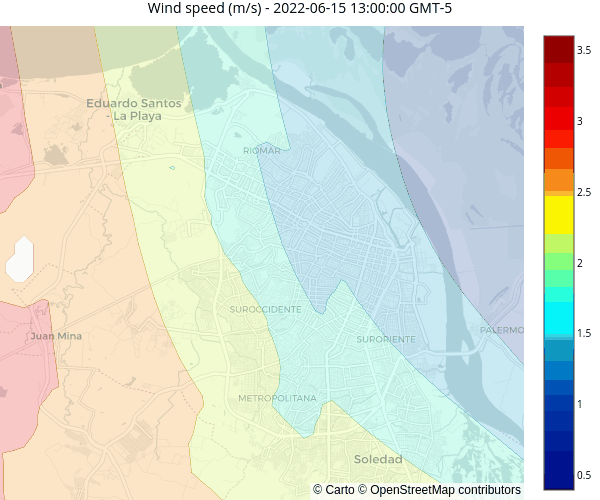 Wind speed (m/s) - 2022-06-15 13:00:00 GMT-5
3.5
Eduardo Santos
- La Playa
3
RIOMAR
2.5
2
SUROCCIDENTE
PALERMO
Juan Mina
SURORIENTE
1.5
METROPOLITANA
1
Soledad
0.5
© Carto © OpenStreetMap contributors